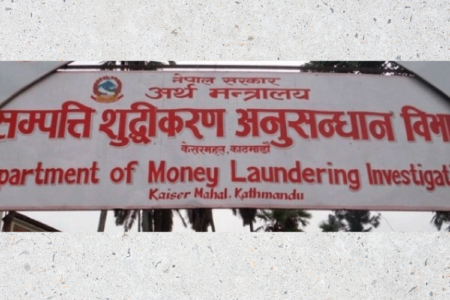 नेपाल सरकार
अर्थ मन्त्रालय
सम्पत्ति शुद्धीकरण अनुसन्धान विभा
केसरमहल, काठमाडौं
partment of Money Laundering Investigat
Kaiser Mahal, Kathmandu